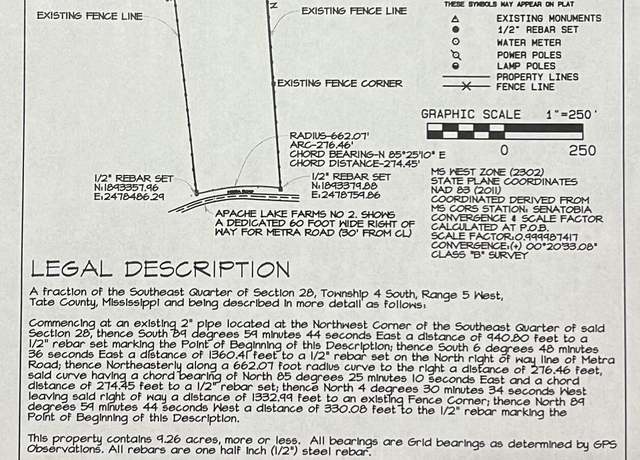 THESE SYMBOLS MAY APPEAR ON PLAT
EXISTING FENCE LINE
EXISTING FENCE LINE
EXISTING MONUMENTS
1/2" REBAR SET
WATER METER
POWER POLES
LAMP POLES
PROPERTY LINES
FENCE LINE
EXISTING FENCE CORNER
GRAPHIC SCALE 1"=250'
0 250
RADIUS-662.07'
ARC-276.46'
CHORD BEARING-N 85°25'10" E
CHORD DISTANCE-274.45'
1/2" REBAR SET
N:1893357.96
E:2478486.29
1/2" REBAR SET
N:1893379.88
E:2478759.86
METRA ROAD
APACHE LAKE FARMS NO 2. SHOWS
A DEDICATED 60 FOOT WIDE RIGHT OF
WAY FOR METRA ROAD (30' FROM CL)
MS WEST ZONE (2302)
STATE PLANE COORDINATES
NAD 83 (2011)
COORDINATED DERIVED FROM
MS CORS STATION: SENATOBIA
CONVERGENCE & SCALE FACTOR
CALCULATED AT P.O.B.
SCALE FACTOR:0.999987417
CONVERGENCE:(+) 00°20'33.08"
CLASS "B" SURVEY
LEGAL DESCRIPTION
A fraction of the Southeast Quarter of Section 28, Township 4 South, Range 5 West,
Tate County, Mississippi and being described in more detail as follows:
Commencing at an existing 2" pipe located at the Northwest Corner of the Southeast Quarter of said
Section 28, thence South 89 degrees 59 minutes 44 seconds East a distance of 940.80 feet to a
1/2" rebar set marking the Point of Beginning of this Description; thence South 6 degrees 48 minutes
36 seconds East a distance of 1360.41 feet to a 1/2" rebar set on the North right of way line of Metra
Road; thence Northeasterly along a 662.07 foot radius curve to the right a distance of 276.46 feet,
said curve having a chord bearing of North 85 degrees 25 minutes 10 seconds East and a chord
distance of 274.45 feet to a 1/2" rebar set; thence North 4 degrees 30 minutes 34 seconds West
leaving said right of way a distance of 1332.99 feet to an existing Fence Corner; thence North 89
degrees 59 minutes 44 seconds West a distance of 330.08 feet to the 1/2" rebar marking the
Point of Beginning of this Description.
This property contains 9.26 acres, more or less. All bearings are Grid bearings as determined by GPS
Observations. All rebars are one half inch (1/2") steel rebar.